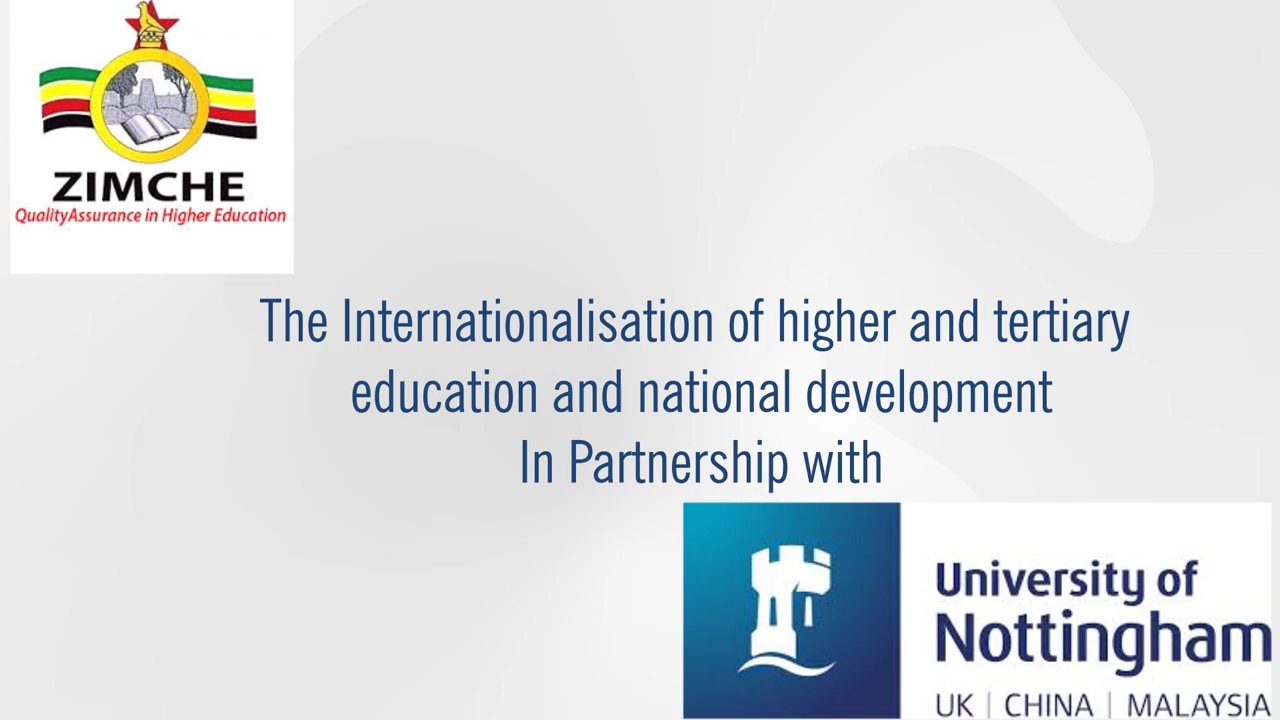 ZIMCHE
QualityAssurance in Higher Education
The Internationalisation of higher and tertiary
education and national development
In Partnership with
University of
Nottingham
UK | CHINA | MALAYSIA